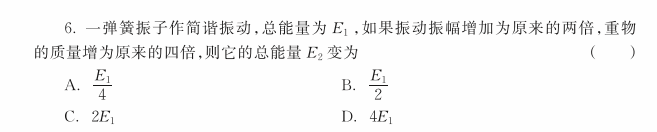 6. 一弹簧振子作简谐振动,总能量为 E₁,如果振动振幅增加为原来的两倍,重物
的质量增为原来的四倍,则它的总能量 E₂ 变为 (　　)
A. E₁/4　　B. E₁/2
C. 2E₁　　D. 4E₁